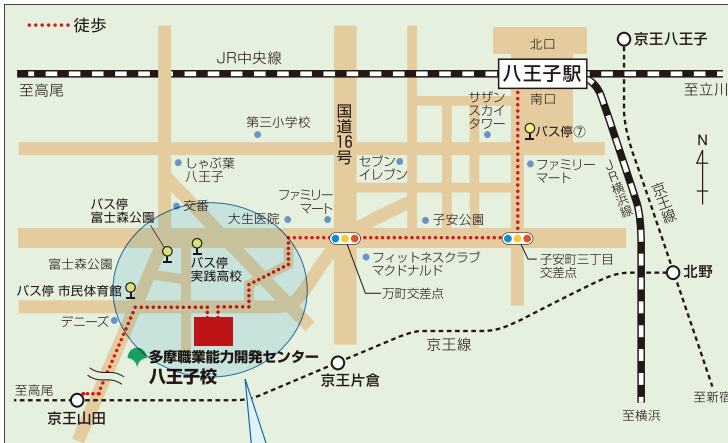 徒歩
北口
京王八王子
JR中央線
八王子駅
至高尾
至立川
南口
サザン
スカイ
タワー
国道16号
第三小学校
バス停⑦
N
しゃぶ葉
八王子
セブン
イレブン
ファミリー
マート
JR横浜線
京王線
バス停
富士森公園
交番
大生医院
ファミリー
マート
子安公園
富士森公園
バス停
実践高校
フィットネスクラブ
マクドナルド
子安町三丁目
交差点
北野
バス停 市民体育館
万町交差点
デニーズ
京王線
多摩職業能力開発センター
八王子校
京王片倉
至高尾
京王山田
至横浜
至新宿